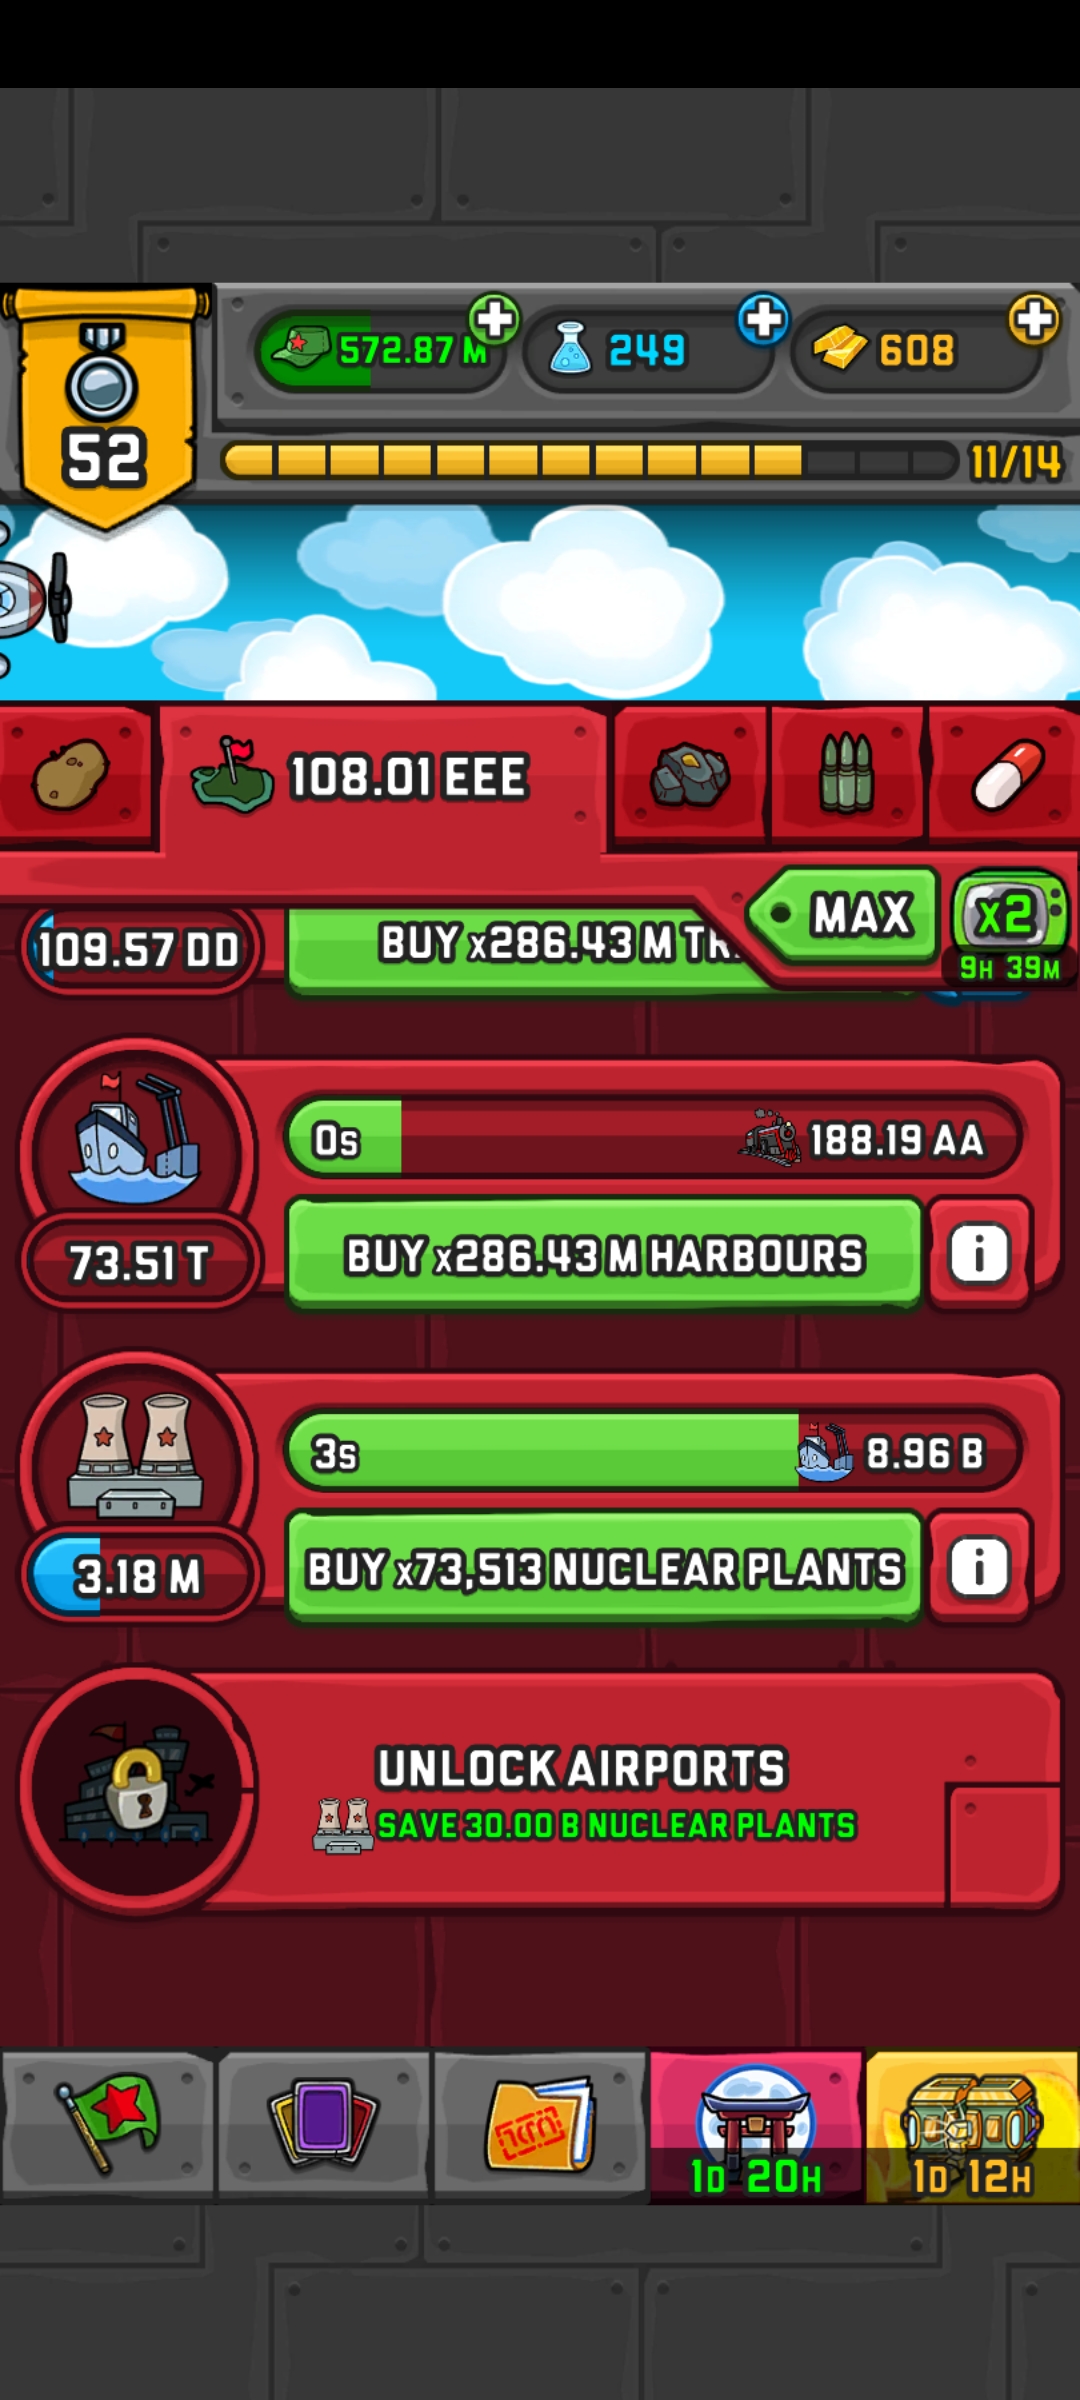 572.87 M
249
608
52
11/14
108.01 EEE
MAX
x2
9H 39M
109.57 DD
BUY x286.43 M
0s
188.19 AA
73.51 T
BUY x286.43 M HARBOURS
i
3s
8.96 B
3.18 M
BUY x73,513 NUCLEAR PLANTS
i
UNLOCK AIRPORTS
SAVE 30.00 B NUCLEAR PLANTS
1D 20H
1D 12H